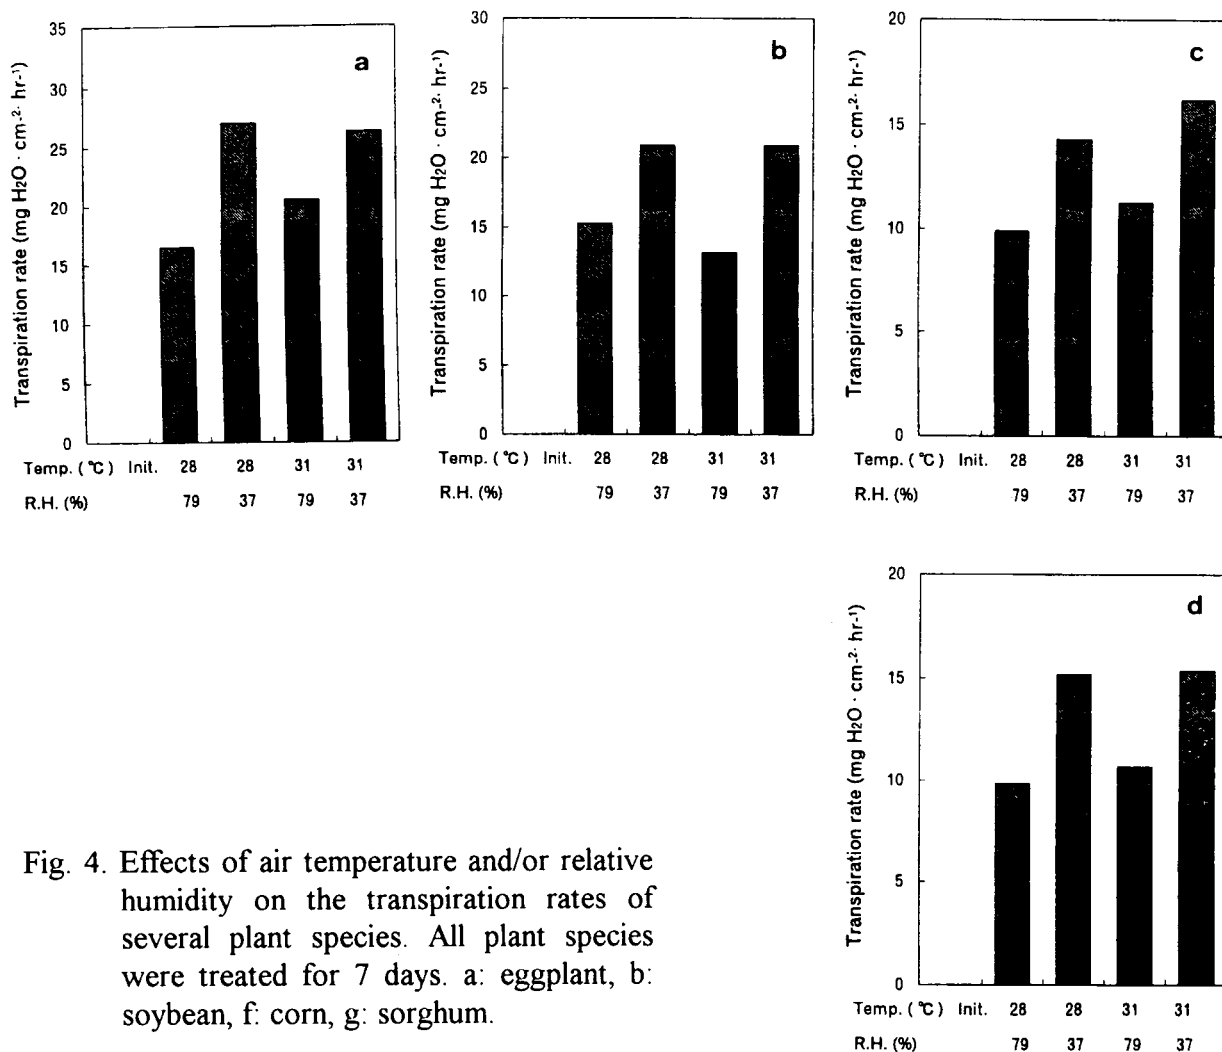 35
30
25
20
15
10
5
0
Transpiration rate (mg H2O · cm-2· hr-1)
a
Temp. ( °C ) Init. 28 28 31 31
R.H. (%) 79 37 79 37
30
25
20
15
10
5
0
Transpiration rate (mg H2O · cm-2· hr-1)
b
Init. 28 28 31 31
79 37 79 37
20
15
10
5
0
Transpiration rate (mg H2O · cm-2· hr-1)
c
Init. 28 28 31 31
79 37 79 37
20
15
10
5
0
Transpiration rate (mg H2O · cm-2· hr-1)
d
Temp. ( °C ) Init. 28 28 31 31
R.H. (%) 79 37 79 37
Fig. 4. Effects of air temperature and/or relative
humidity on the transpiration rates of
several plant species. All plant species
were treated for 7 days. a: eggplant, b:
soybean, f: corn, g: sorghum.